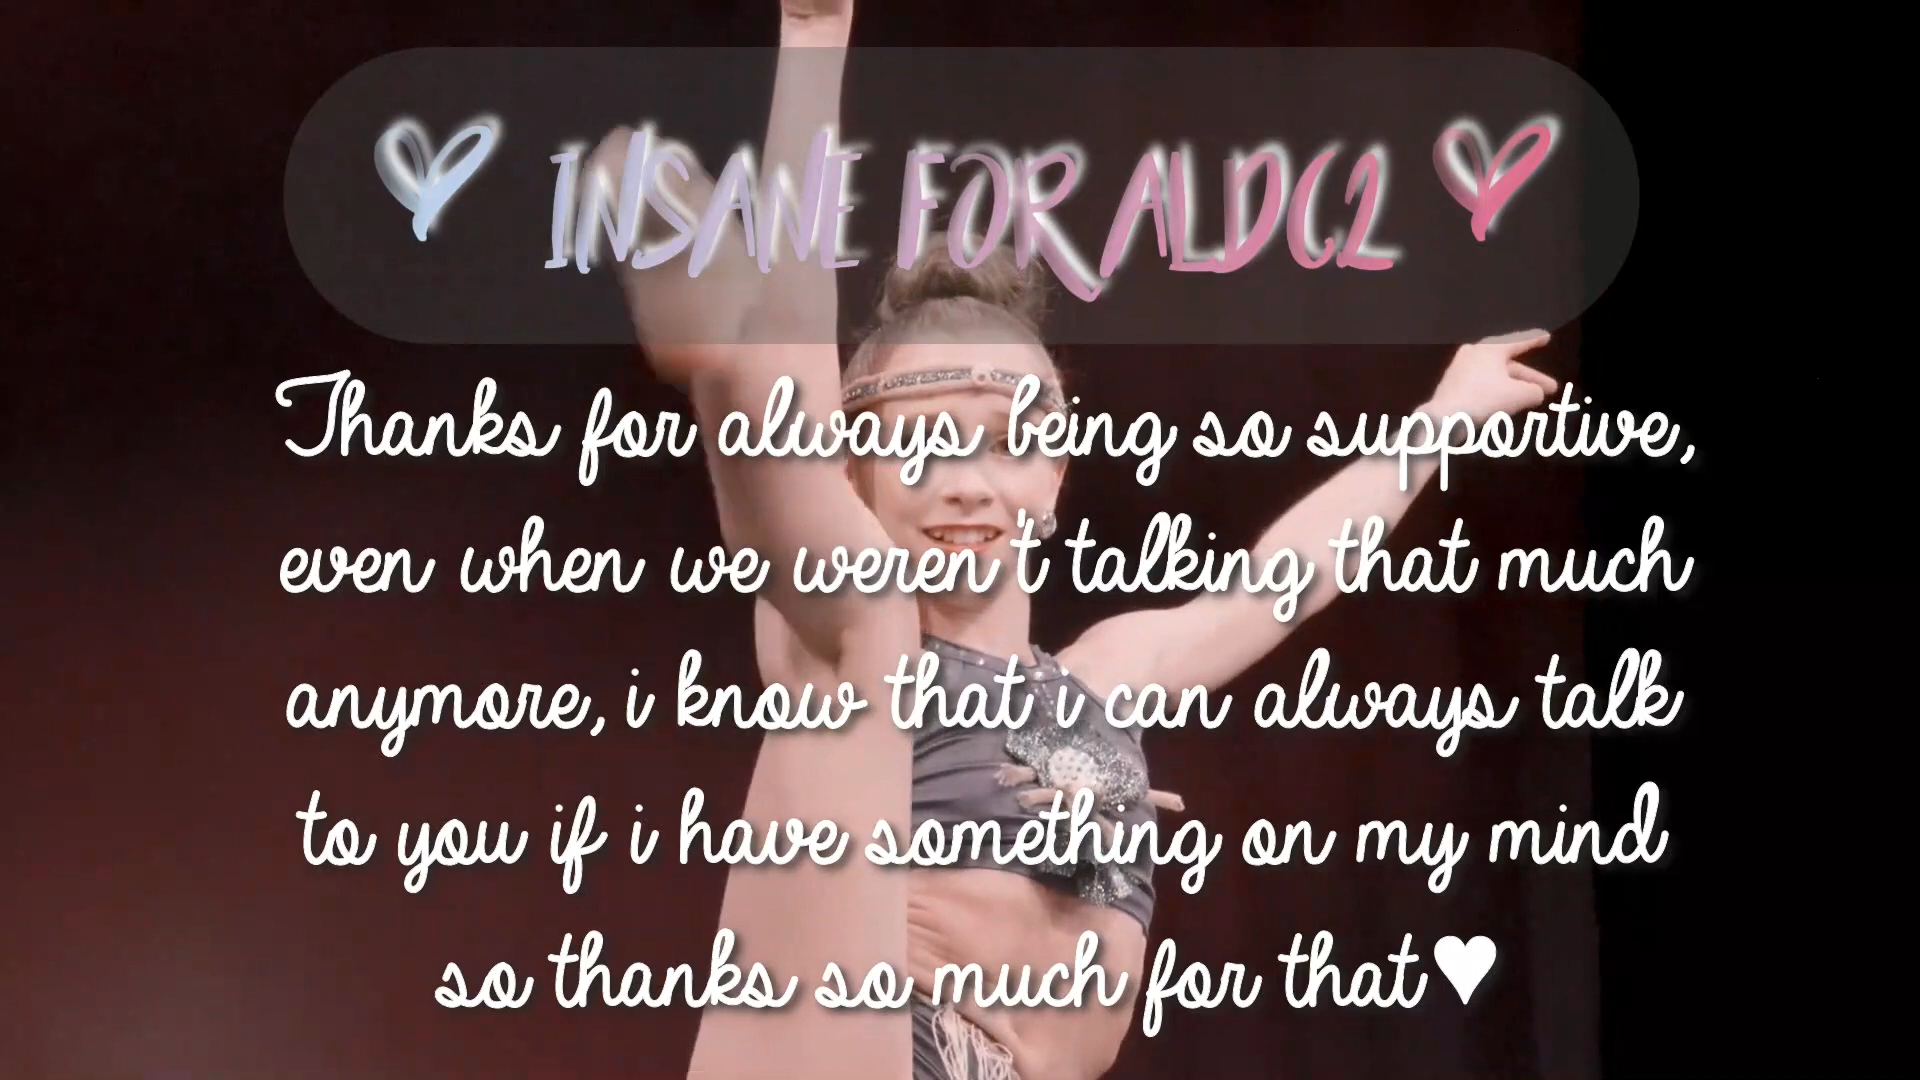 INSANE FOR ALDC2
Thanks for always being so supportive,
even when we weren't talking that much
anymore, i know that i can always talk
to you if i have something on my mind
so thanks so much for that♥